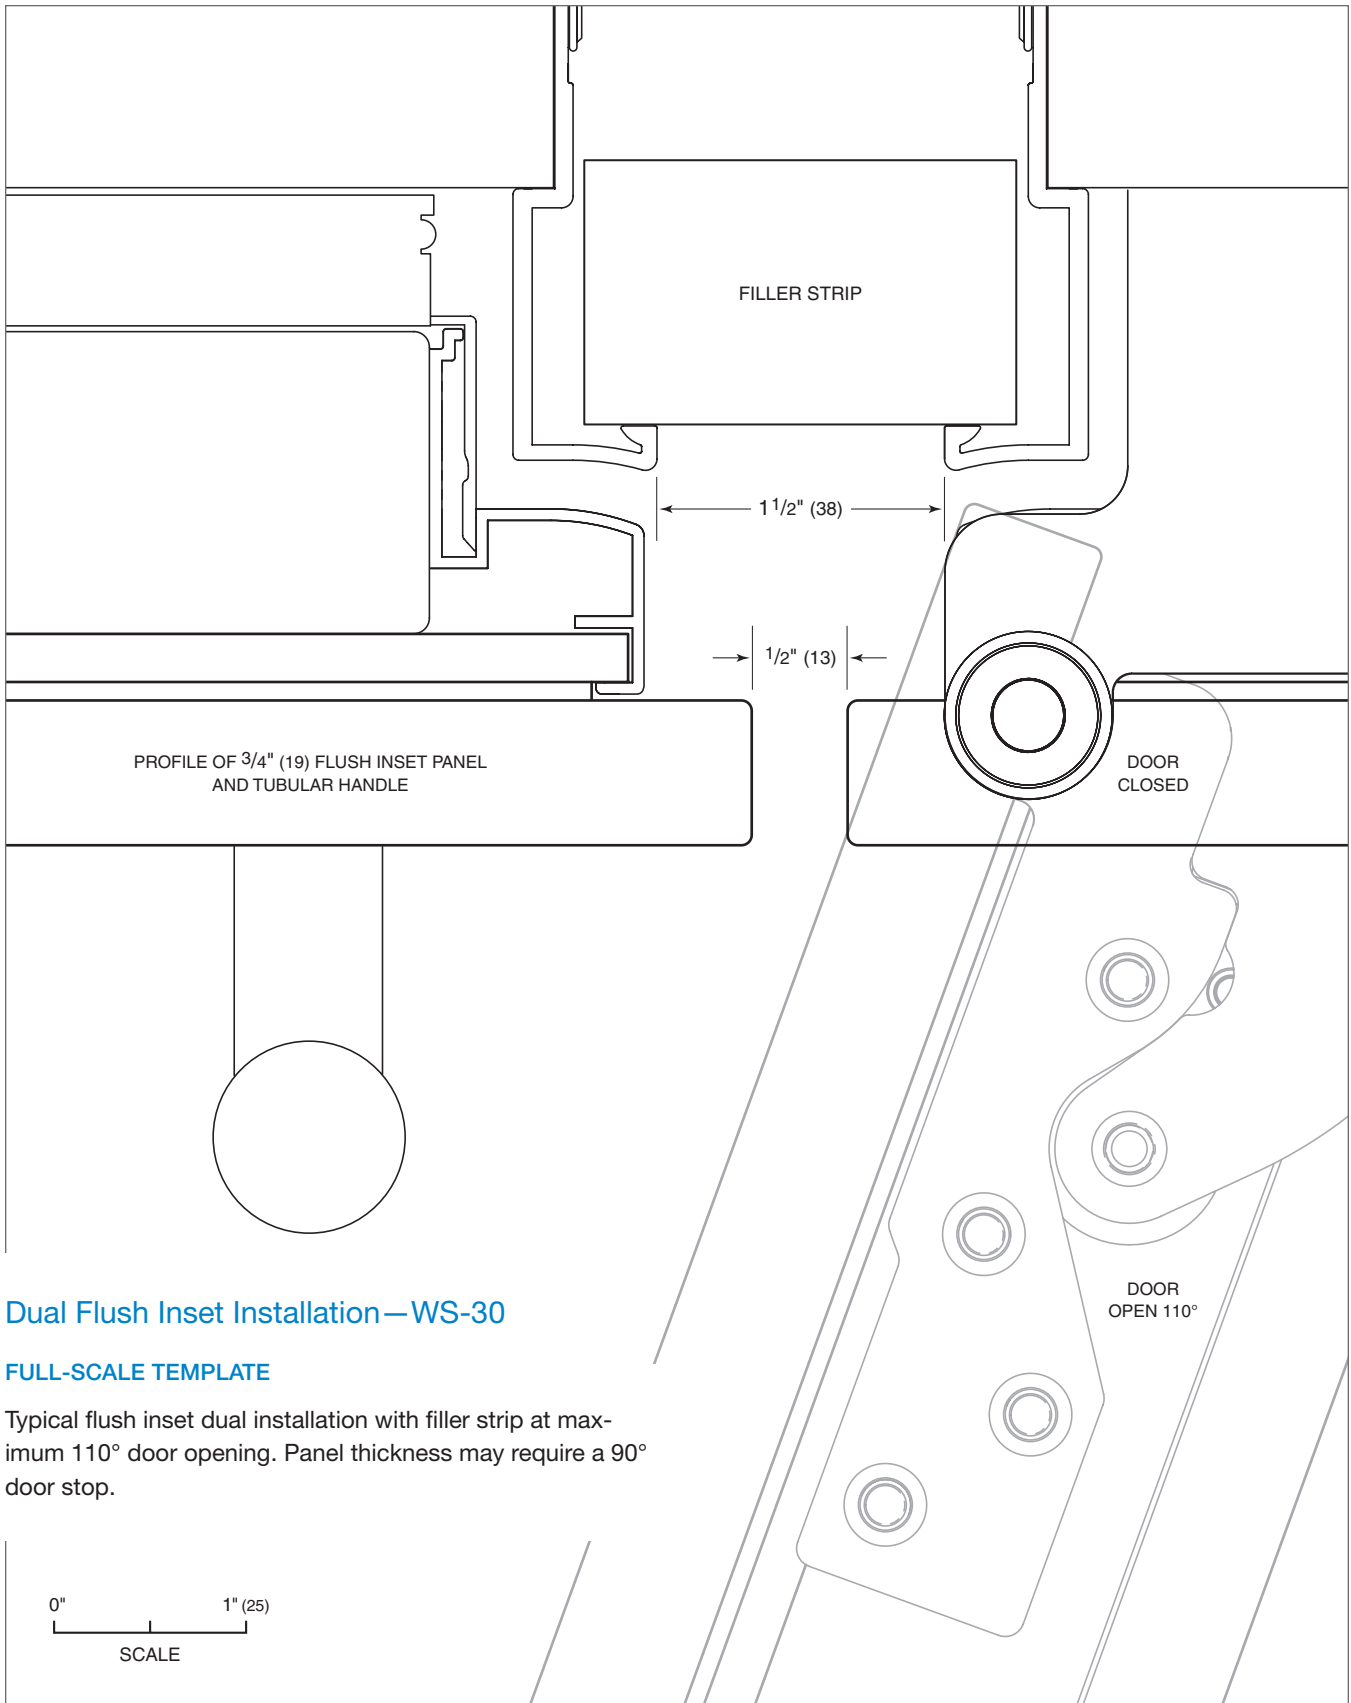 FILLER STRIP
1 1/2" (38)
1/2" (13)
PROFILE OF 3/4" (19) FLUSH INSET PANEL
AND TUBULAR HANDLE
DOOR
CLOSED
DOOR
OPEN 110°
Dual Flush Inset Installation—WS-30
FULL-SCALE TEMPLATE
Typical flush inset dual installation with filler strip at max-
imum 110° door opening. Panel thickness may require a 90°
door stop.
0" 1" (25)
SCALE